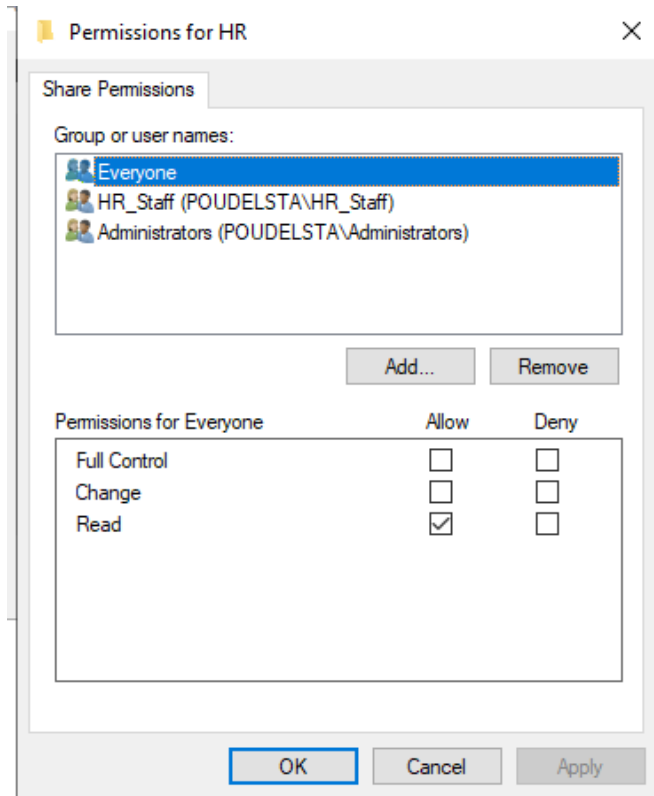 Permissions for HR
Share Permissions
Group or user names:
Everyone
HR_Staff (POUDELSTA\HR_Staff)
Administrators (POUDELSTA\Administrators)
Add... Remove
Permissions for Everyone Allow Deny
Full Control
Change
Read
OK Cancel Apply